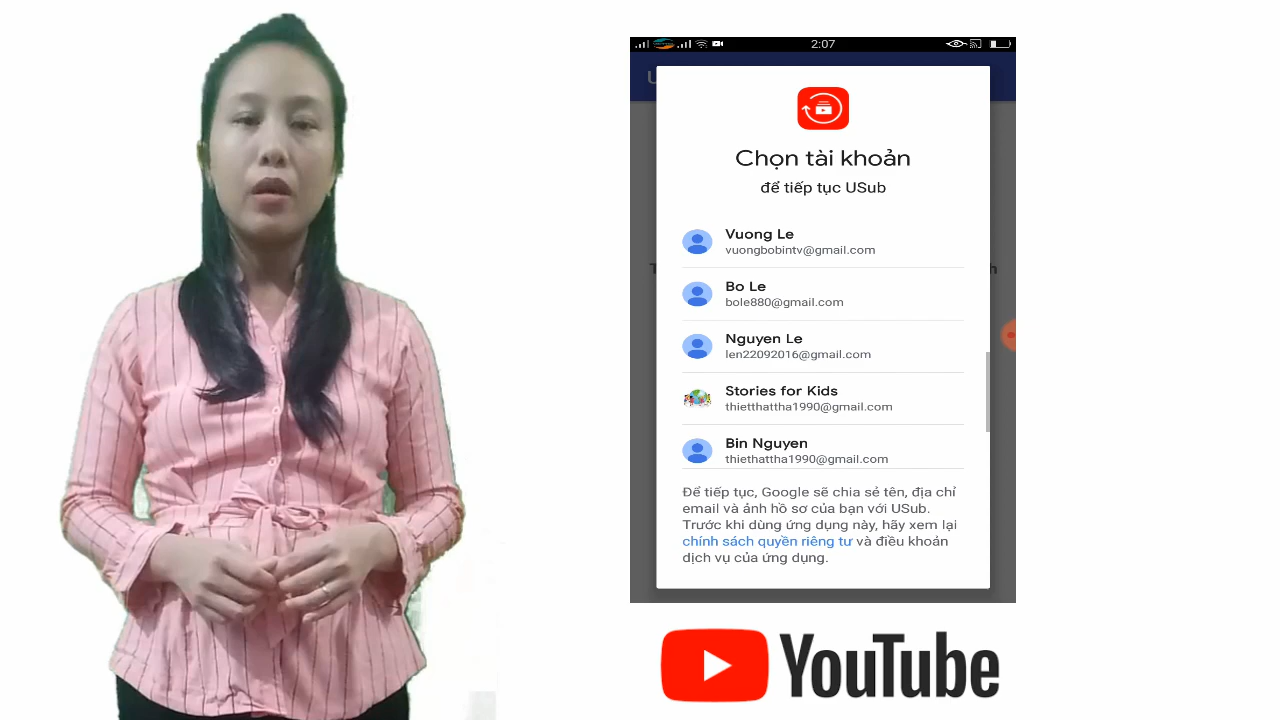 2:07
U
Chọn tài khoản
để tiếp tục USub
Vuong Le
vuongbobintv@gmail.com
Bo Le
bole880@gmail.com
Nguyen Le
len22092016@gmail.com
Stories for Kids
thietthattha1990@gmail.com
Bin Nguyen
thiethattha1990@gmail.com
Để tiếp tục, Google sẽ chia sẻ tên, địa chỉ
email và ảnh hồ sơ của bạn với USub.
Trước khi dùng ứng dụng này, hãy xem lại
chính sách quyền riêng tư và điều khoản
dịch vụ của ứng dụng.
YouTube